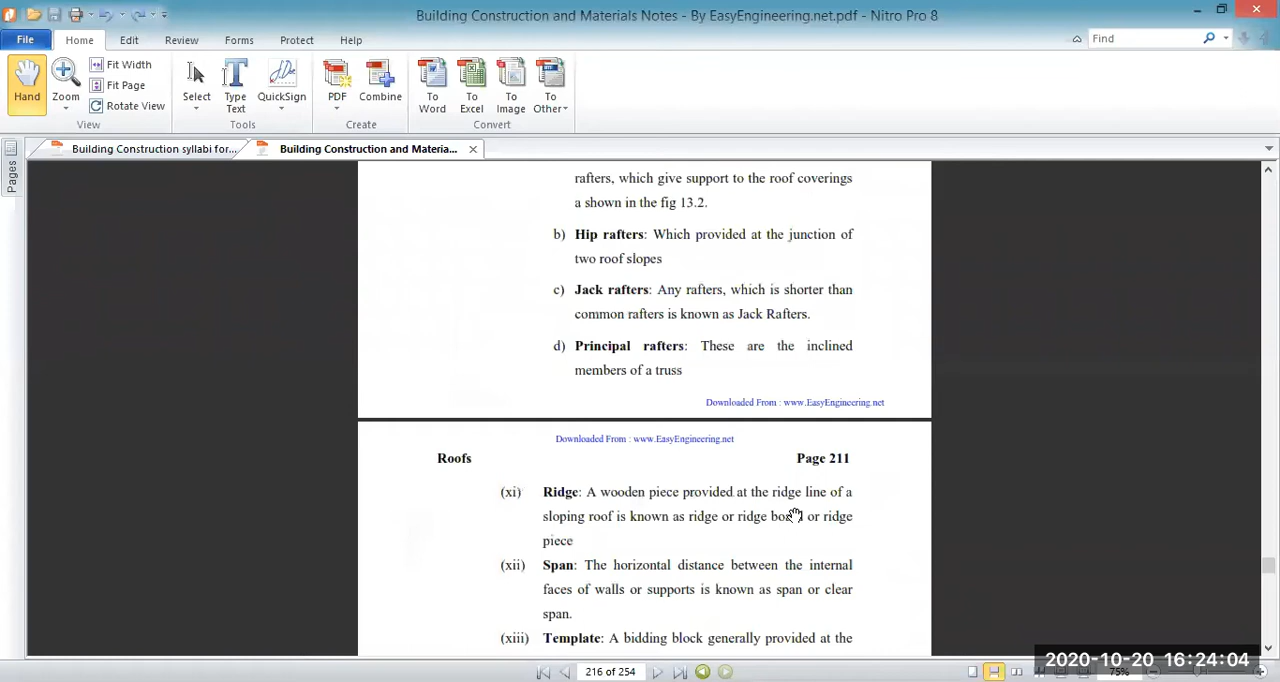 Building Construction and Materials Notes - By EasyEngineering.net.pdf - Nitro Pro 8
File Home Edit Review Forms Protect Help
Find
Hand
Zoom
Fit Width
Fit Page
Rotate View
View
Select
Type Text
QuickSign
Tools
PDF
Combine
Create
To Word
To Excel
To Image
To Other
Convert
Building Construction syllabi for...
Building Construction and Materia...
Pages
rafters, which give support to the roof coverings
a shown in the fig 13.2.
b) Hip rafters: Which provided at the junction of
two roof slopes
c) Jack rafters: Any rafters, which is shorter than
common rafters is known as Jack Rafters.
d) Principal rafters: These are the inclined
members of a truss
Downloaded From : www.EasyEngineering.net
Downloaded From : www.EasyEngineering.net
Roofs Page 211
(xi) Ridge: A wooden piece provided at the ridge line of a
sloping roof is known as ridge or ridge board or ridge
piece
(xii) Span: The horizontal distance between the internal
faces of walls or supports is known as span or clear
span.
(xiii) Template: A bidding block generally provided at the
216 of 254
75%
2020-10-20 16:24:04